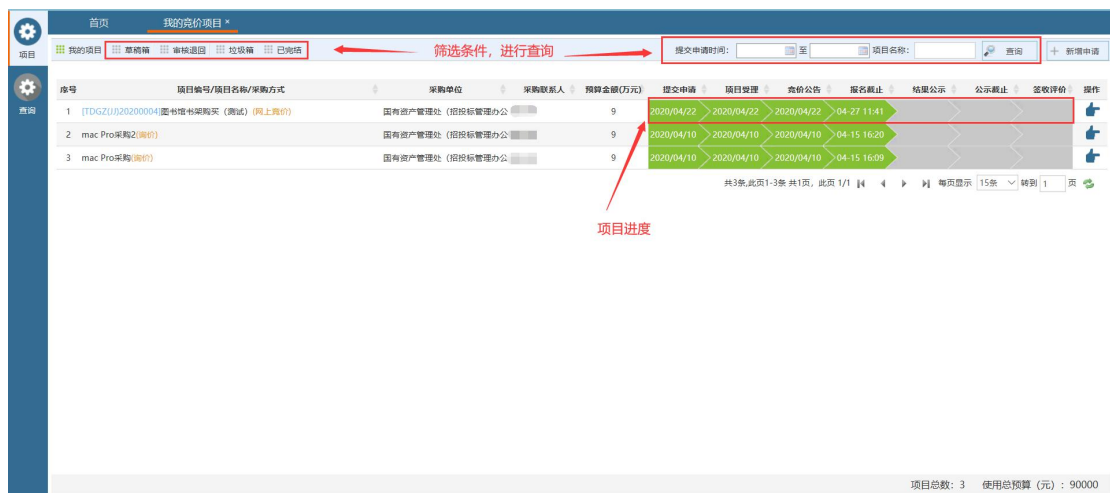 首页 我的竞价项目 ×
项目
我的项目 草稿箱 审核退回 垃圾箱 已完结 筛选条件，进行查询 提交申请时间： 至 项目名称： 查询 + 新增申请
查询
序号 项目编号/项目名称/采购方式 采购单位 采购联系人 预算金额(万元) 提交申请 项目受理 竞价公告 报名截止 结果公示 公示截止 签收评价 操作
1 [TDGZ(JJ)20200004]图书馆书架购买（测试）(网上竞价) 国有资产管理处（招投标管理办公 9 2020/04/22 2020/04/22 2020/04/22 04-27 11:41
2 mac Pro采购2(询价) 国有资产管理处（招投标管理办公 9 2020/04/10 2020/04/10 2020/04/10 04-15 16:20
3 mac Pro采购(询价) 国有资产管理处（招投标管理办公 9 2020/04/10 2020/04/10 2020/04/10 04-15 16:09
共3条,此页1-3条 共1页，此页 1/1 每页显示 15条 转到 1 页
项目进度
项目总数：3 使用总预算（元）：90000